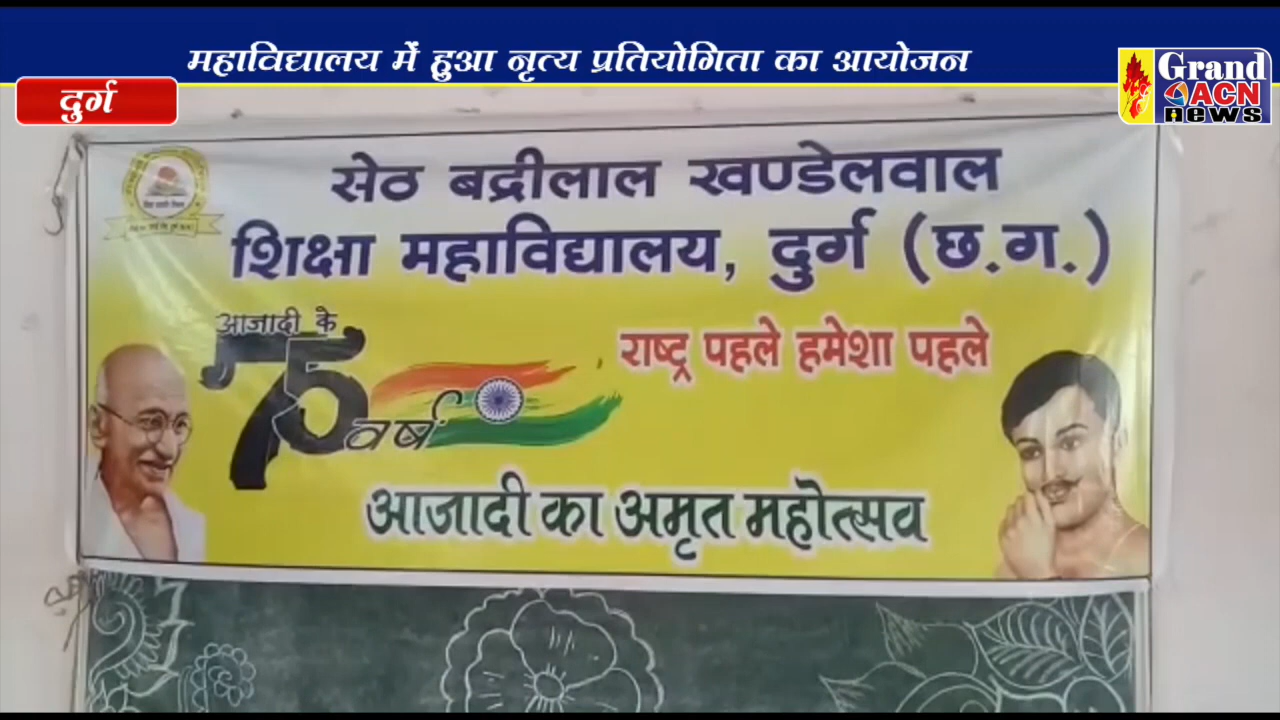 महाविद्यालय में हुआ नृत्य प्रतियोगिता का आयोजन
दुर्ग
Grand
ACN
news
सेठ बद्रीलाल खण्डेलवाल
शिक्षा महाविद्यालय, दुर्ग (छ.ग.)
आजादी के
75
वर्ष
राष्ट्र पहले हमेशा पहले
आजादी का अमृत महोत्सव